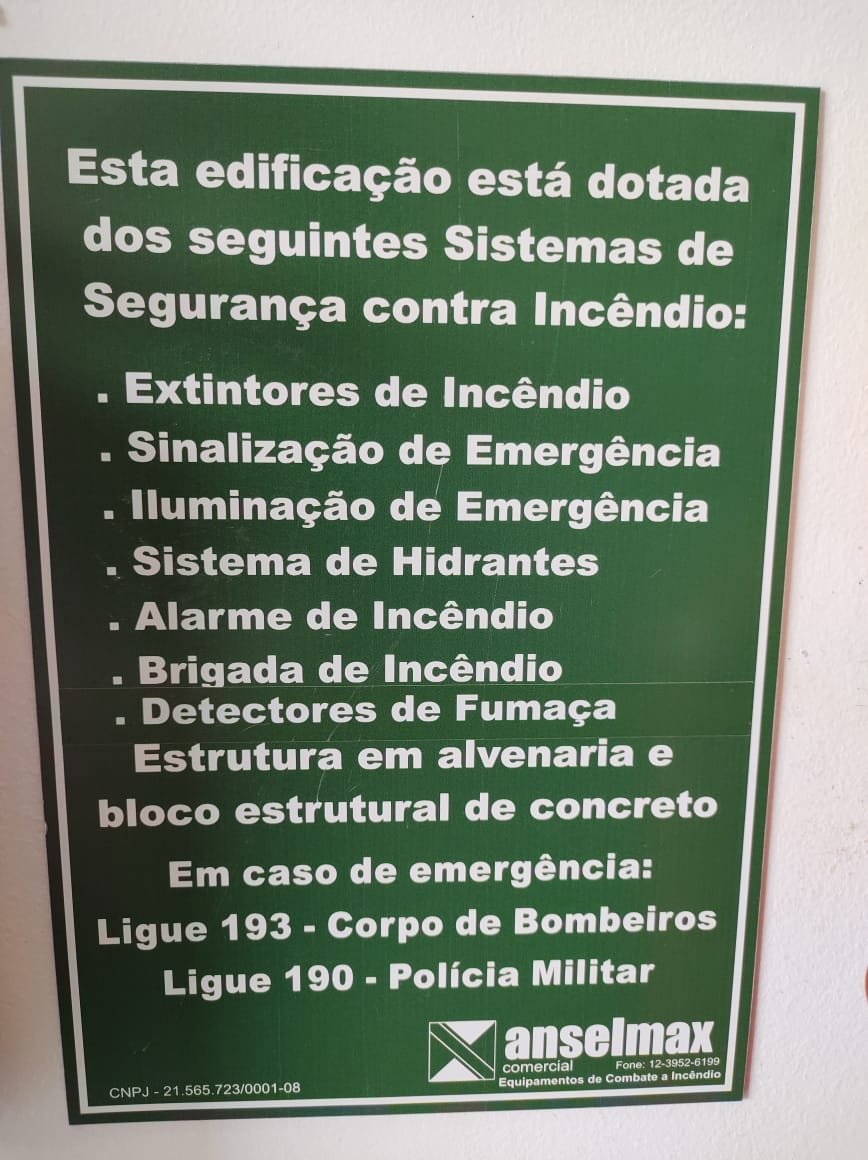 Esta edificação está dotada
dos seguintes Sistemas de
Segurança contra Incêndio:
. Extintores de Incêndio
. Sinalização de Emergência
. Iluminação de Emergência
. Sistema de Hidrantes
. Alarme de Incêndio
. Brigada de Incêndio
. Detectores de Fumaça
Estrutura em alvenaria e
bloco estrutural de concreto
Em caso de emergência:
Ligue 193 - Corpo de Bombeiros
Ligue 190 - Polícia Militar
anselmax
comercial Fone: 12-3952-6199
Equipamentos de Combate a Incêndio
CNPJ - 21.565.723/0001-08